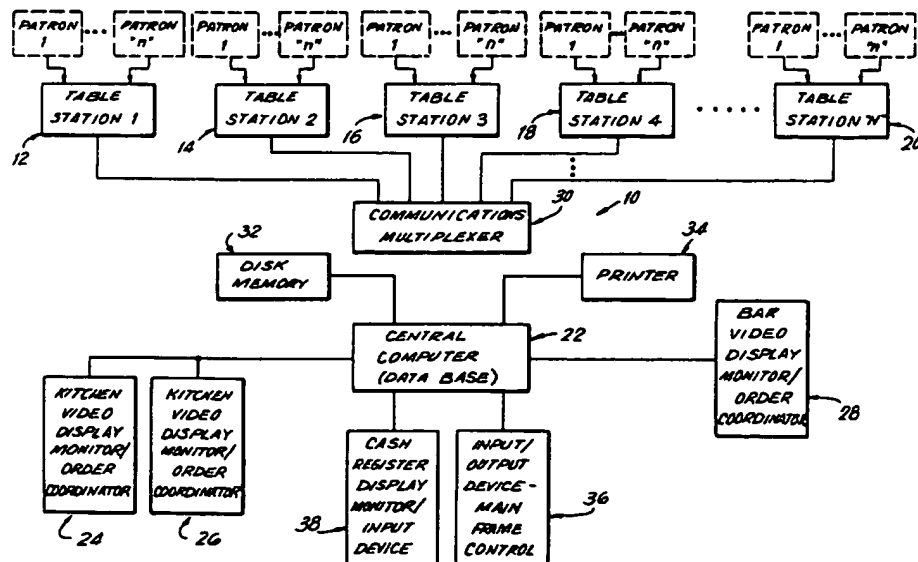 PATRON 1 ... PATRON "n" PATRON 1 ... PATRON "n" PATRON 1 ... PATRON "n" PATRON 1 PATRON "n" PATRON 1 ... PATRON "n"
TABLE STATION 1
TABLE STATION 2
TABLE STATION 3
TABLE STATION 4
TABLE STATION "N"
12
14
16
18
20
COMMUNICATIONS
MULTIPLEXER
30
10
32
DISK
MEMORY
34
PRINTER
CENTRAL
COMPUTER
(DATA BASE)
22
BAR
VIDEO
DISPLAY
MONITOR/
ORDER
COORDINATOR
28
KITCHEN
VIDEO
DISPLAY
MONITOR/
ORDER
COORDINATOR
24
KITCHEN
VIDEO
DISPLAY
MONITOR/
ORDER
COORDINATOR
26
CASH
REGISTER
DISPLAY
MONITOR/
INPUT
DEVICE
38
INPUT/
OUTPUT
DEVICE-
MAIN
FRAME
CONTROL
36